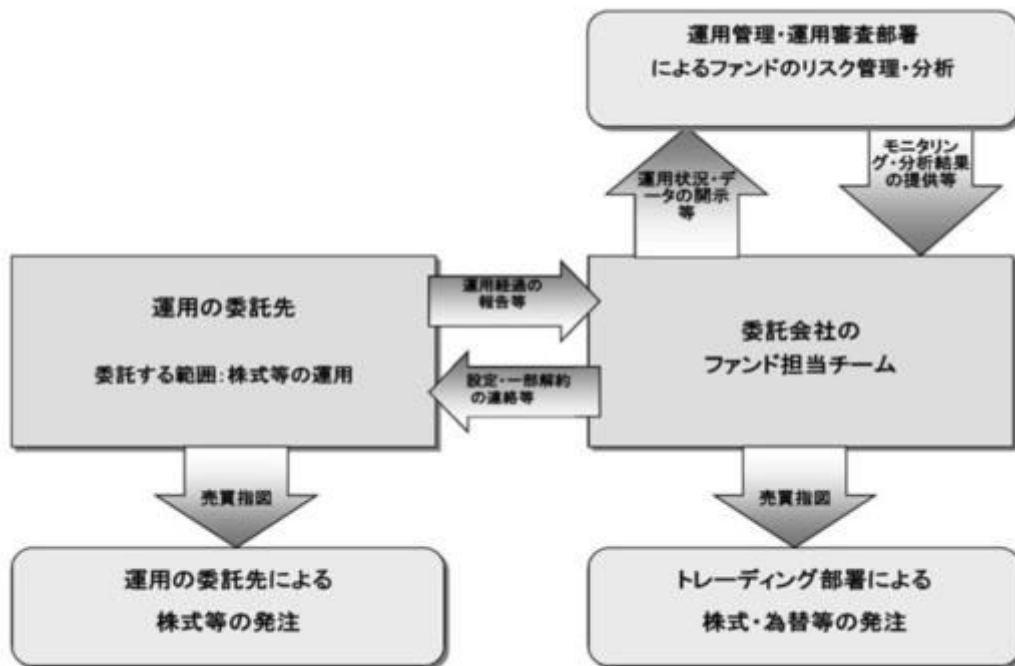 運用管理・運用審査部署
によるファンドのリスク管理・分析
運用状況・デ
ータの開示
等
モニタリン
グ・分析結果
の提供等
運用の委託先
委託する範囲:株式等の運用
運用経過の
報告等
設定・一部解約
の連絡等
委託会社の
ファンド担当チーム
売買指図
売買指図
運用の委託先による
株式等の発注
トレーディング部署による
株式・為替等の発注